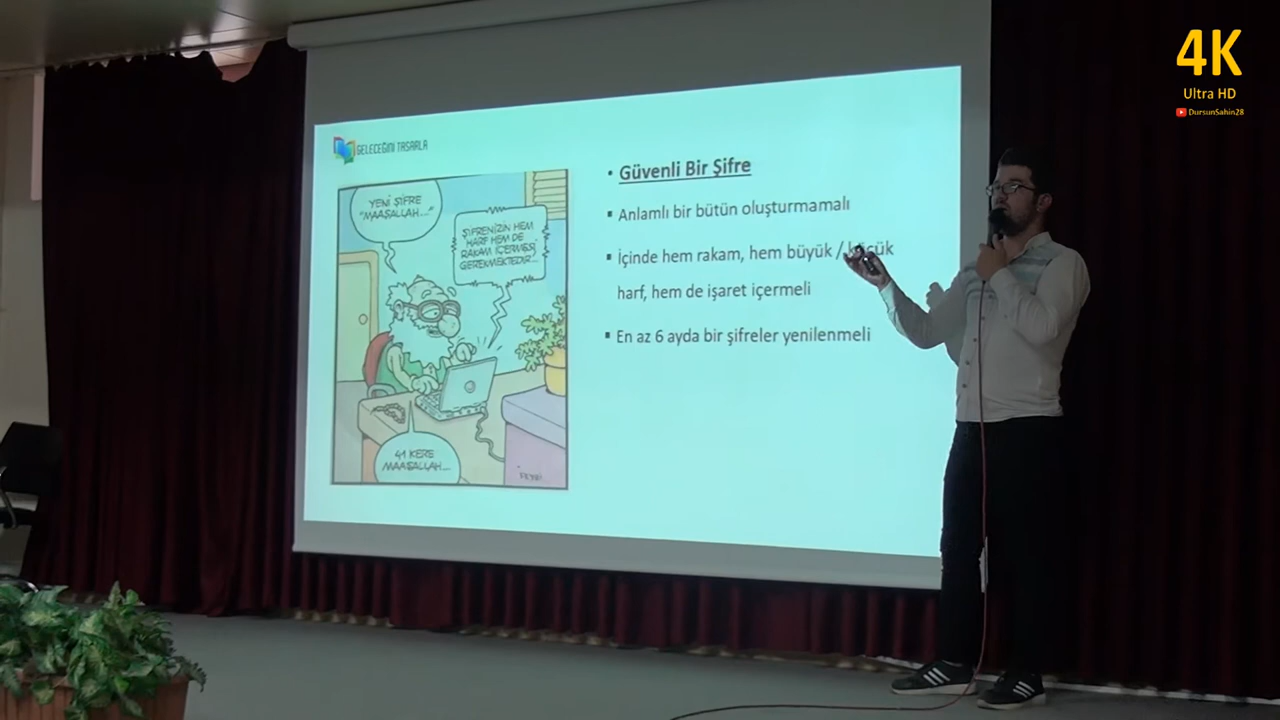 4K
Ultra HD
DursunSahin28
GELECEĞİNİ TASARLA
YENİ ŞİFRE
"MAAŞALLAH..."
ŞİFRENİZİN HEM
HARF HEM DE
RAKAM İÇERMESİ
GEREKMEKTEDİR...
41 KERE
MAAŞALLAH...
• Güvenli Bir Şifre
▪ Anlamlı bir bütün oluşturmamalı
▪ İçinde hem rakam, hem büyük / küçük
harf, hem de işaret içermeli
▪ En az 6 ayda bir şifreler yenilenmeli